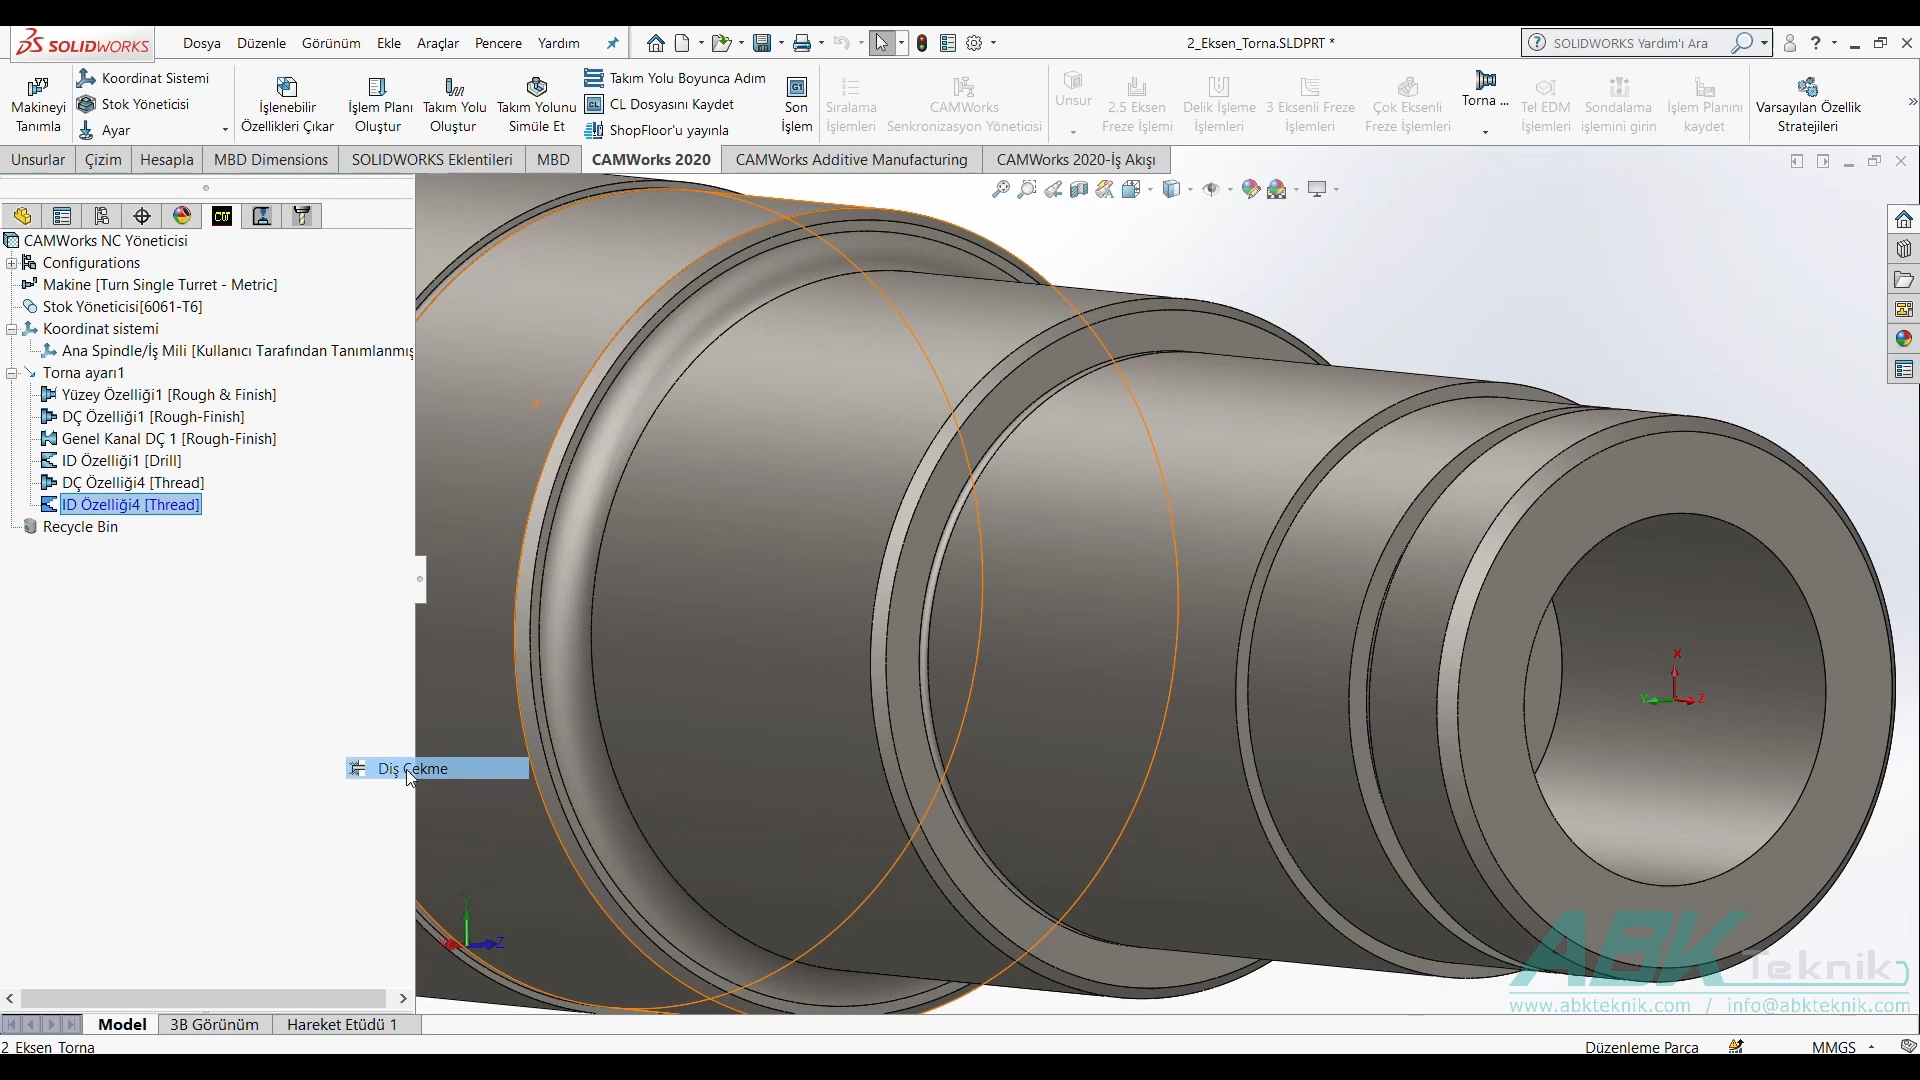 SOLIDWORKS
Dosya Düzenle Görünüm Ekle Araçlar Pencere Yardım
2_Eksen_Torna.SLDPRT *
SOLIDWORKS Yardım'ı Ara
Makineyi Tanımla
Koordinat Sistemi
Stok Yöneticisi
Ayar
İşlenebilir Özellikleri Çıkar
İşlem Planı Oluştur
Takım Yolu Oluştur
Takım Yolunu Simüle Et
Takım Yolu Boyunca Adım
CL Dosyasını Kaydet
ShopFloor'u yayınla
Son İşlem
Sıralama İşlemleri
CAMWorks Senkronizasyon Yöneticisi
Unsur
2,5 Eksen Freze İşlemi
Delik İşleme İşlemleri
3 Eksenli Freze İşlemleri
Çok Eksenli Freze İşlemleri
Torna ...
Tel EDM İşlemleri
Sondalama işlemini girin
İşlem Planını kaydet
Varsayılan Özellik Stratejileri
Unsurlar Çizim Hesapla MBD Dimensions SOLIDWORKS Eklentileri MBD CAMWorks 2020 CAMWorks Additive Manufacturing CAMWorks 2020-İş Akışı
CAMWorks NC Yöneticisi
Configurations
Makine [Turn Single Turret - Metric]
Stok Yöneticisi[6061-T6]
Koordinat sistemi
Ana Spindle/İş Mili [Kullanıcı Tarafından Tanımlanmış
Torna ayarı1
Yüzey Özelliği1 [Rough & Finish]
DÇ Özelliği1 [Rough-Finish]
Genel Kanal DÇ 1 [Rough-Finish]
ID Özelliği1 [Drill]
DÇ Özelliği4 [Thread]
ID Özelliği4 [Thread]
Recycle Bin
X
Y Z
Diş Çekme
Y
Z
ABK Teknik
www.abkteknik.com / info@abkteknik.com
Model 3B Görünüm Hareket Etüdü 1
2 Eksen Torna
Düzenleme Parça
MMGS